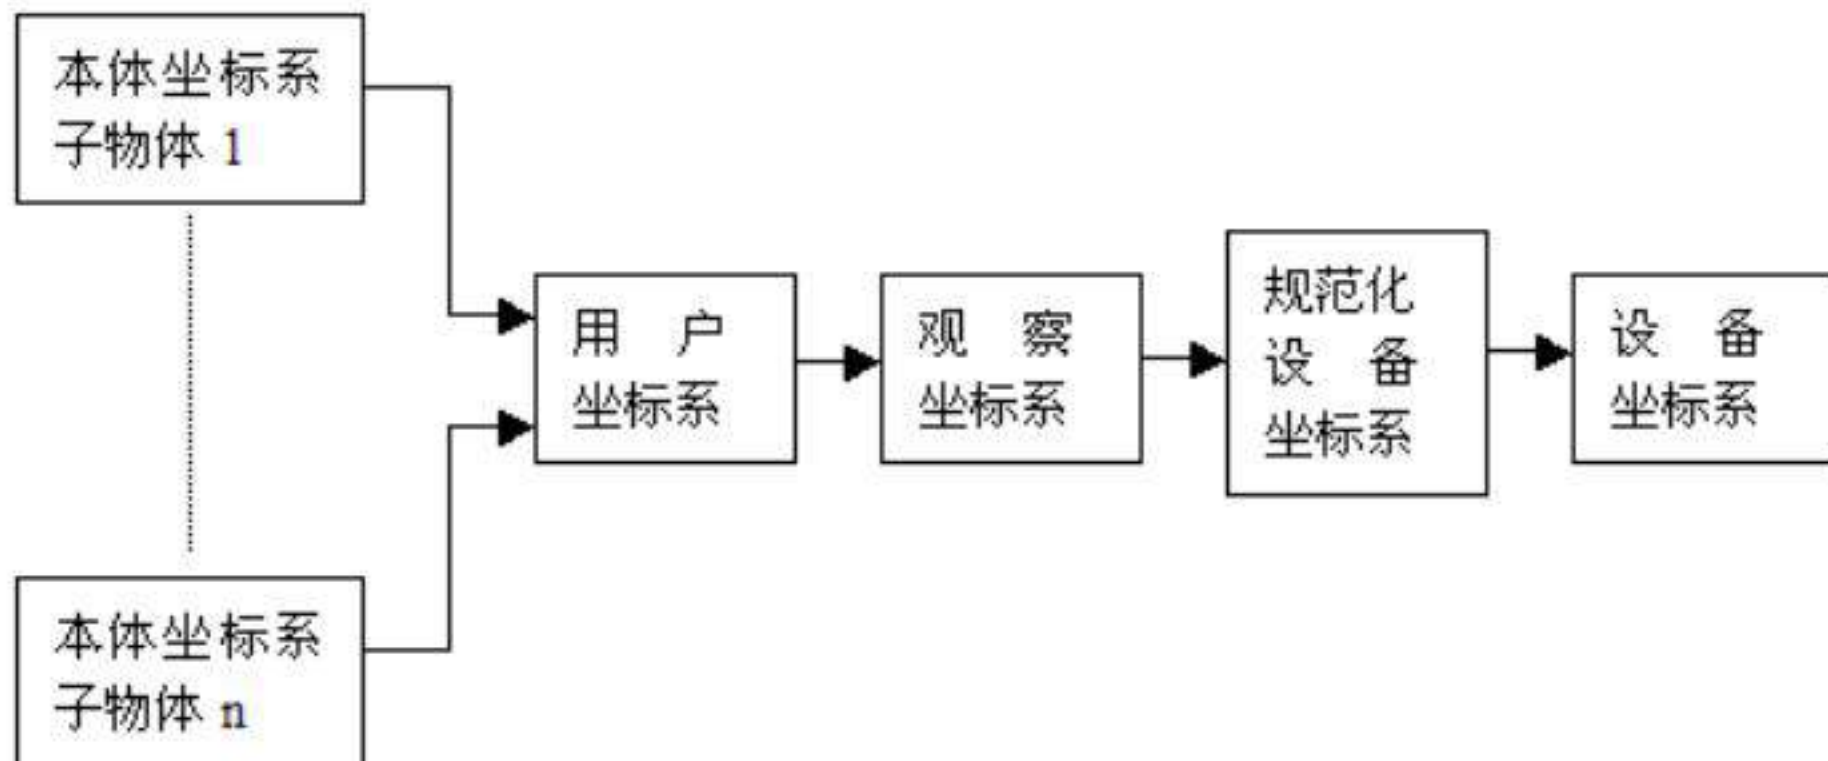 本体坐标系
子物体 1
用 户
坐标系
观 察
坐标系
规范化
设 备
坐标系
设 备
坐标系
本体坐标系
子物体 n